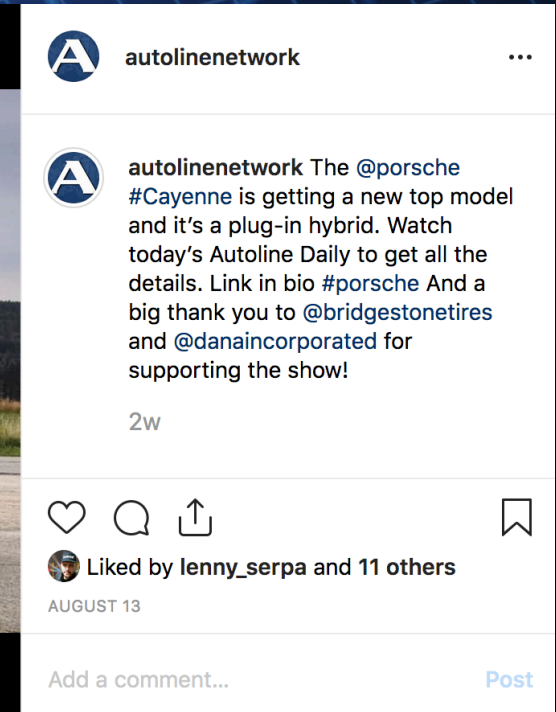 autolinenetwork
autolinenetwork The @porsche
#Cayenne is getting a new top model
and it’s a plug-in hybrid. Watch
today’s Autoline Daily to get all the
details. Link in bio #porsche And a
big thank you to @bridgestonetires
and @danaincorporated for
supporting the show!
2w
Liked by lenny_serpa and 11 others
AUGUST 13
Add a comment... Post